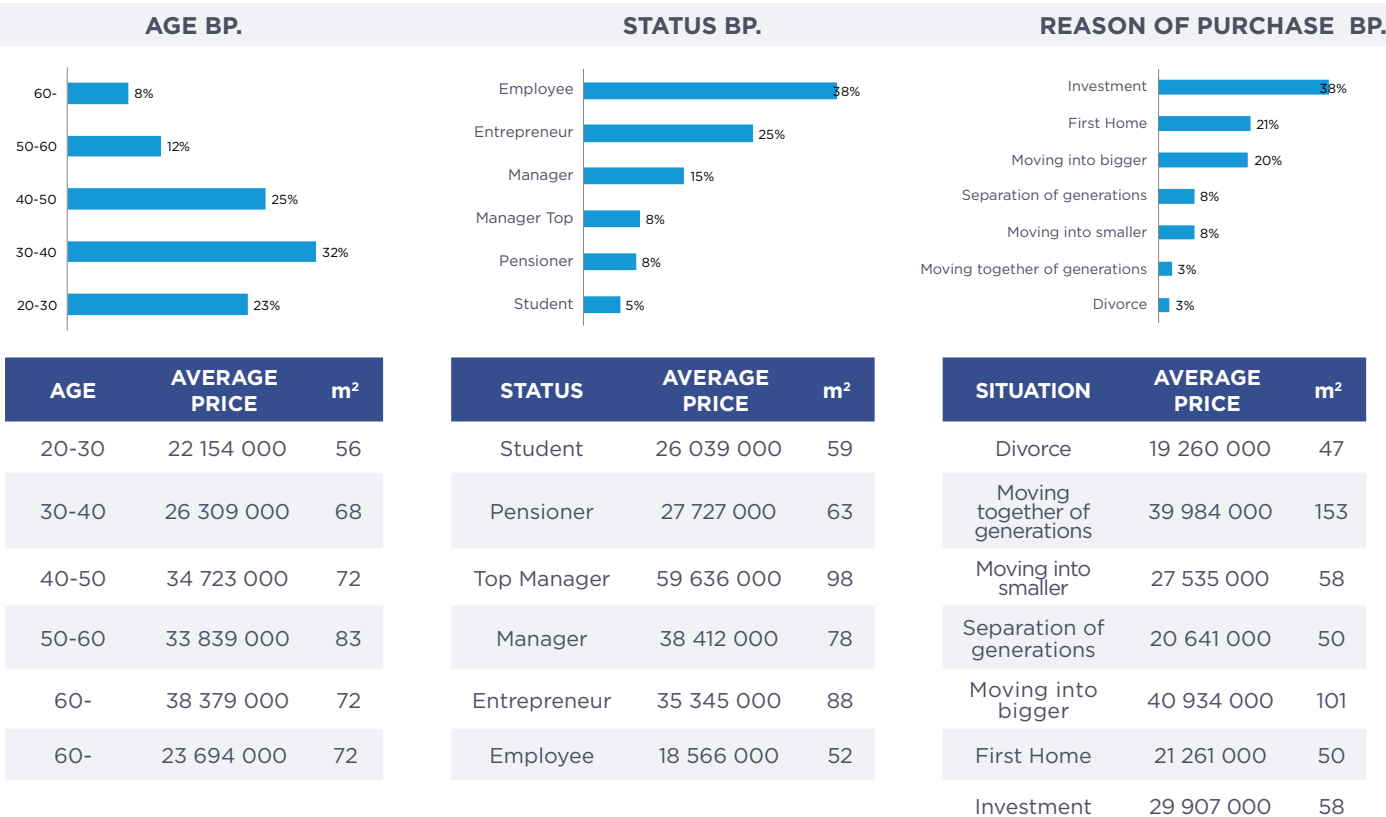 AGE BP.
60- 8%
50-60 12%
40-50 25%
30-40 32%
20-30 23%
AGE AVERAGE PRICE m²
20-30 22 154 000 56
30-40 26 309 000 68
40-50 34 723 000 72
50-60 33 839 000 83
60- 38 379 000 72
60- 23 694 000 72
STATUS BP.
Employee 38%
Entrepreneur 25%
Manager 15%
Manager Top 8%
Pensioner 8%
Student 5%
STATUS AVERAGE PRICE m²
Student 26 039 000 59
Pensioner 27 727 000 63
Top Manager 59 636 000 98
Manager 38 412 000 78
Entrepreneur 35 345 000 88
Employee 18 566 000 52
REASON OF PURCHASE BP.
Investment 38%
First Home 21%
Moving into bigger 20%
Separation of generations 8%
Moving into smaller 8%
Moving together of generations 3%
Divorce 3%
SITUATION AVERAGE PRICE m²
Divorce 19 260 000 47
Moving together of generations 39 984 000 153
Moving into smaller 27 535 000 58
Separation of generations 20 641 000 50
Moving into bigger 40 934 000 101
First Home 21 261 000 50
Investment 29 907 000 58